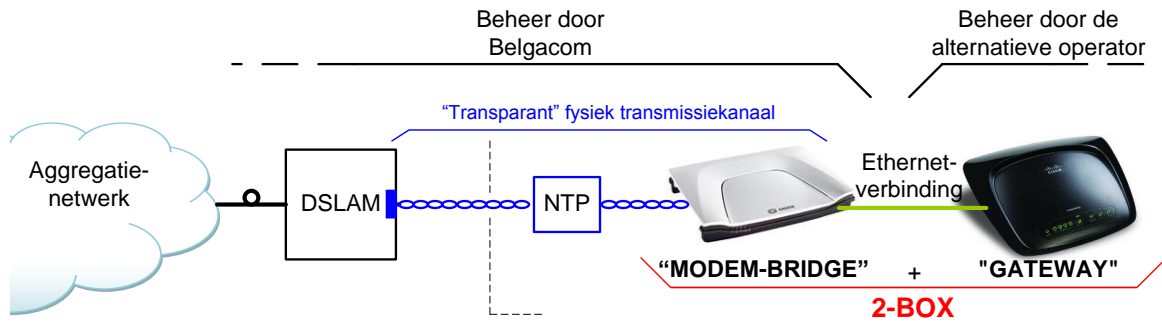 Beheer door
Belgacom
Beheer door de
alternatieve operator
“Transparant” fysiek transmissiekanaal
Aggregatie-
netwerk
DSLAM
NTP
Ethernet-
verbinding
“MODEM-BRIDGE”
+
"GATEWAY"
2-BOX